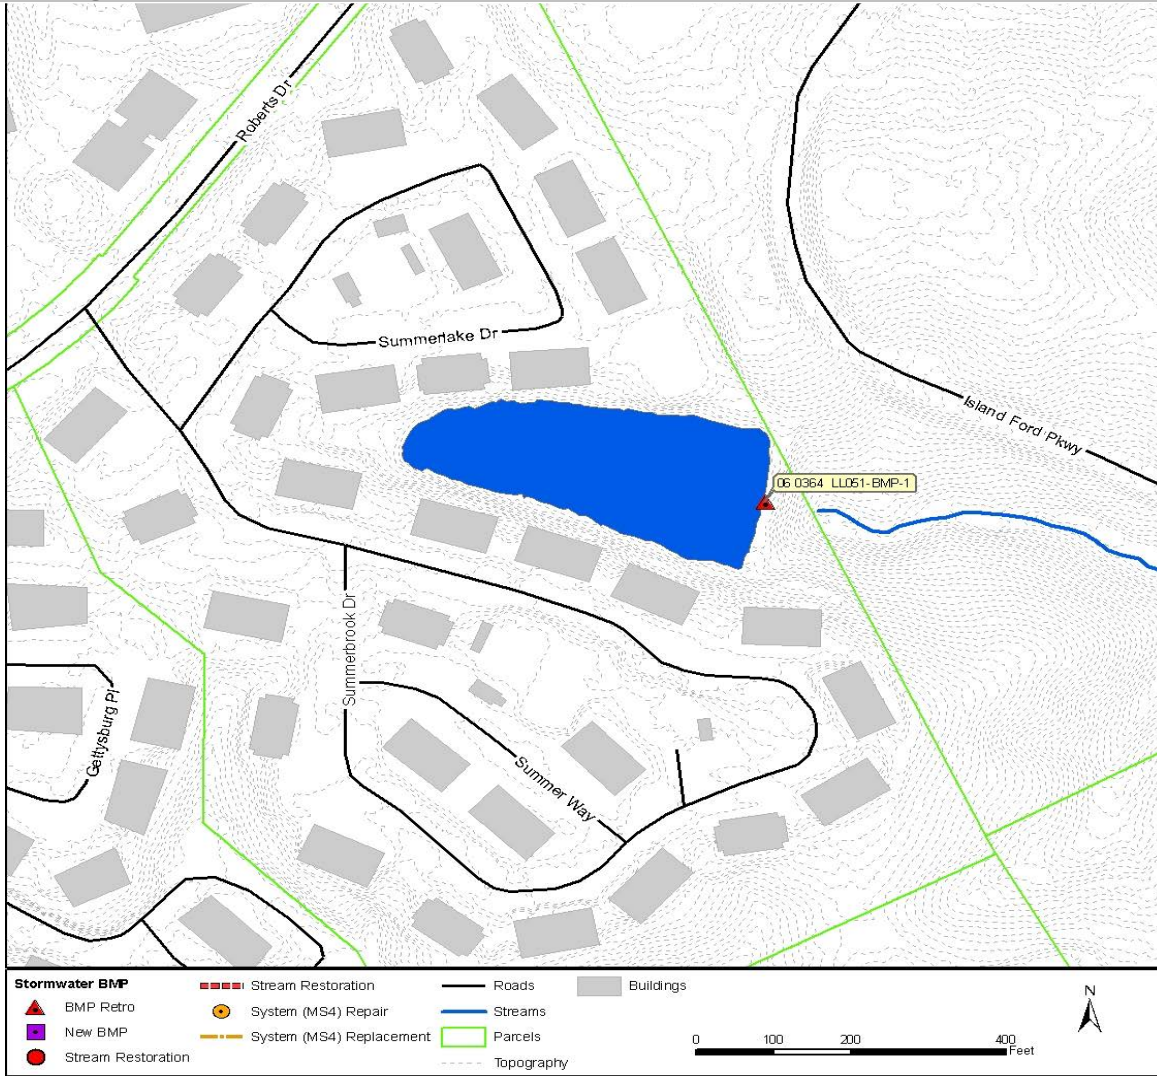 Roberts Dr
Summerlake Dr
Island Ford Pkwy
06 0364 LL051-BMP-1
Summerbrook Dr
Gettysburg Pl
Summer Way
Stormwater BMP
BMP Retro
New BMP
Stream Restoration
Stream Restoration
System (MS4) Repair
System (MS4) Replacement
Roads
Streams
Parcels
Topography
Buildings
N
0 100 200 400
Feet